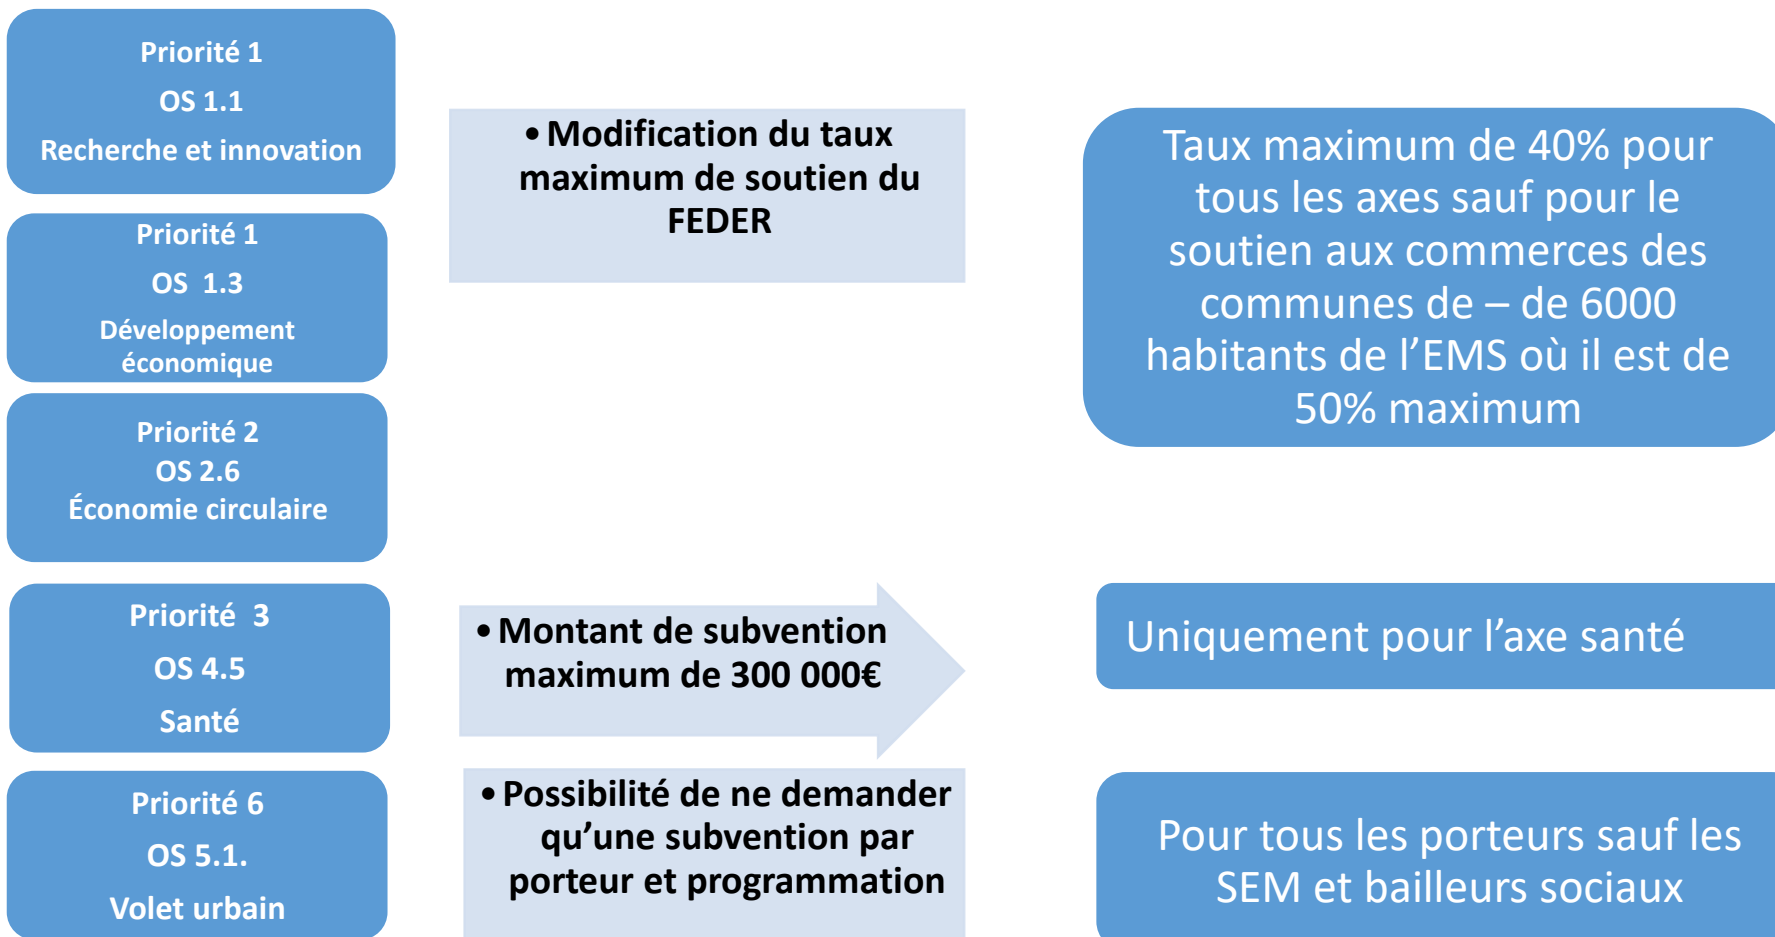 Priorité 1
OS 1.1
Recherche et innovation
Priorité 1
OS 1.3
Développement
économique
Priorité 2
OS 2.6
Économie circulaire
Priorité 3
OS 4.5
Santé
Priorité 6
OS 5.1.
Volet urbain
• Modification du taux
maximum de soutien du
FEDER
• Montant de subvention
maximum de 300 000€
• Possibilité de ne demander
qu’une subvention par
porteur et programmation
Taux maximum de 40% pour
tous les axes sauf pour le
soutien aux commerces des
communes de – de 6000
habitants de l’EMS où il est de
50% maximum
Uniquement pour l’axe santé
Pour tous les porteurs sauf les
SEM et bailleurs sociaux